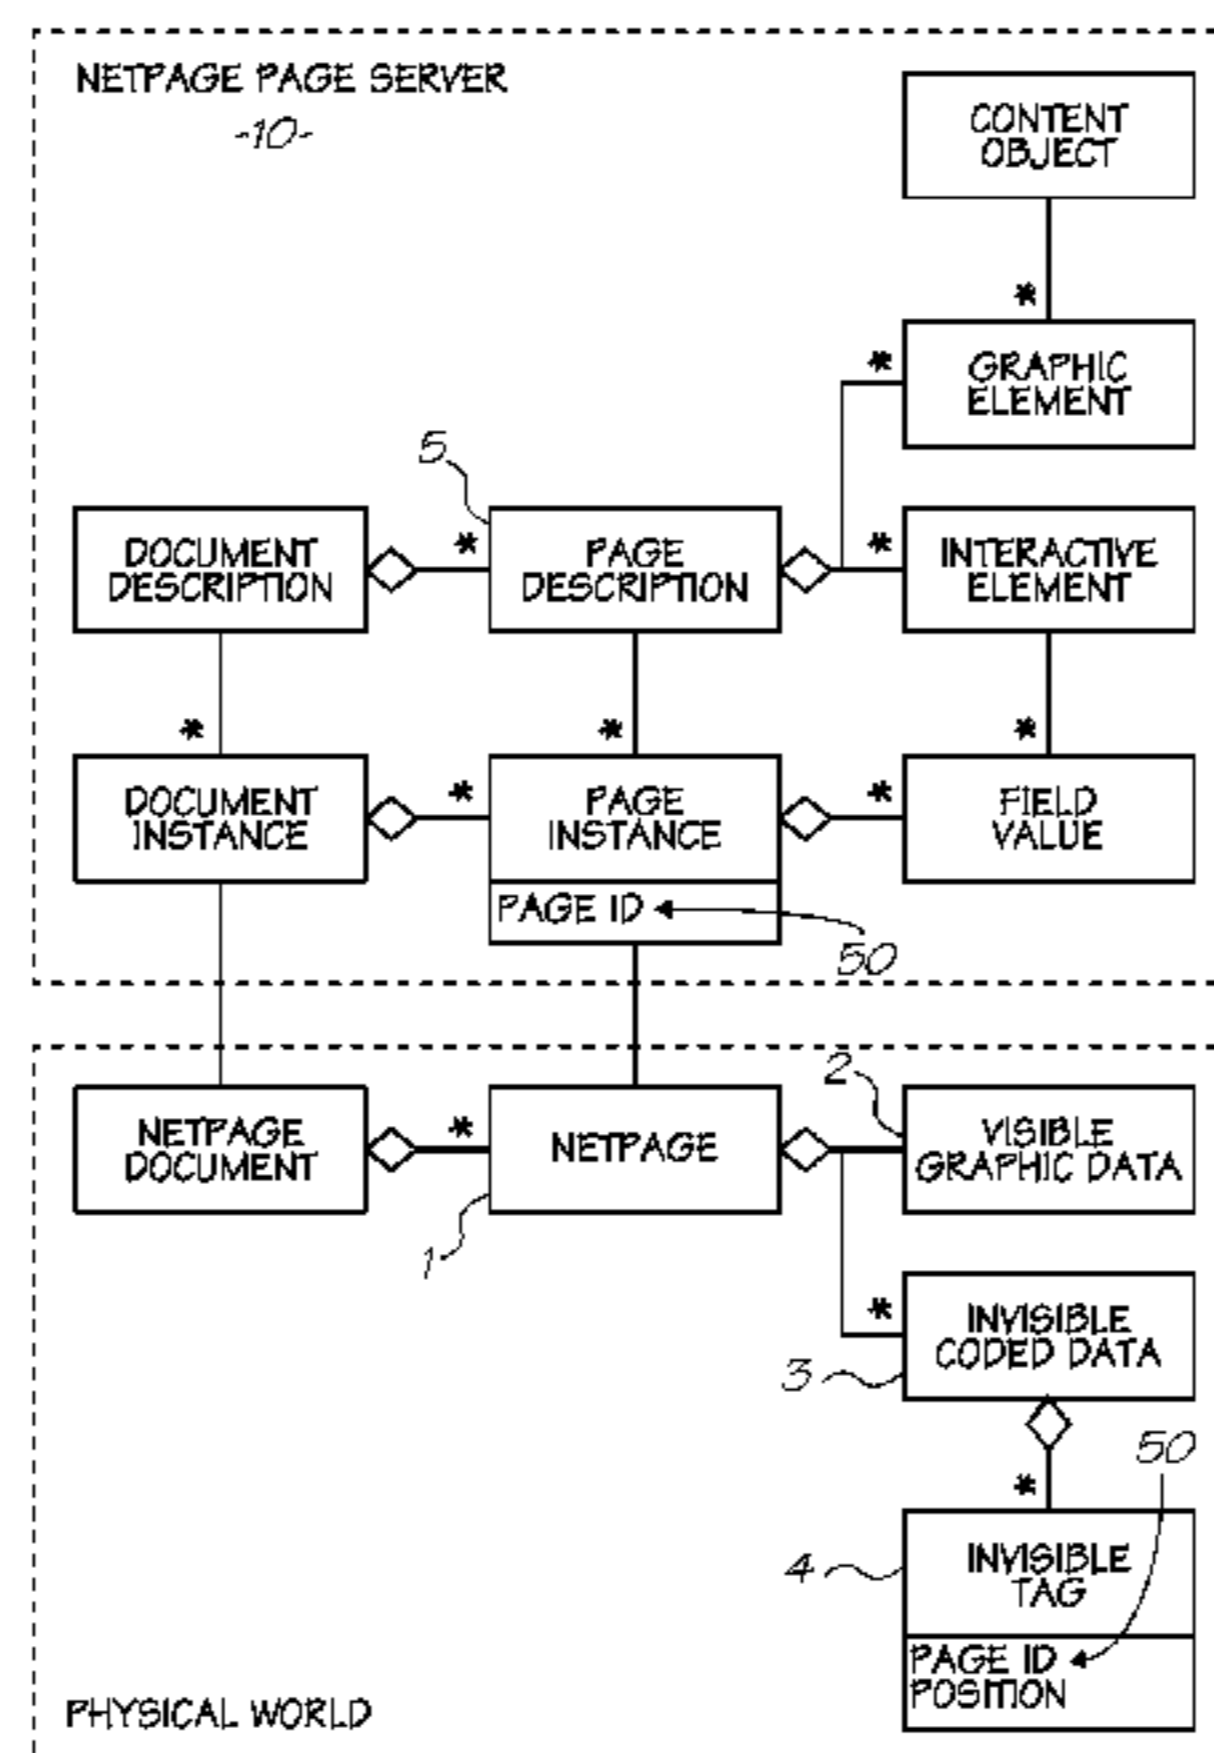 NETPAGE PAGE SERVER
-10-
CONTENT
OBJECT
*
*
GRAPHIC
ELEMENT
5
DOCUMENT
DESCRIPTION
*
PAGE
DESCRIPTION
*
INTERACTIVE
ELEMENT
*
*
*
DOCUMENT
INSTANCE
*
PAGE
INSTANCE
*
FIELD
VALUE
PAGE ID
50
2
NETPAGE
DOCUMENT
*
NETPAGE
VISIBLE
GRAPHIC DATA
1
*
INVISIBLE
CODED DATA
3
50
*
4
INVISIBLE
TAG
PAGE ID
POSITION
PHYSICAL WORLD